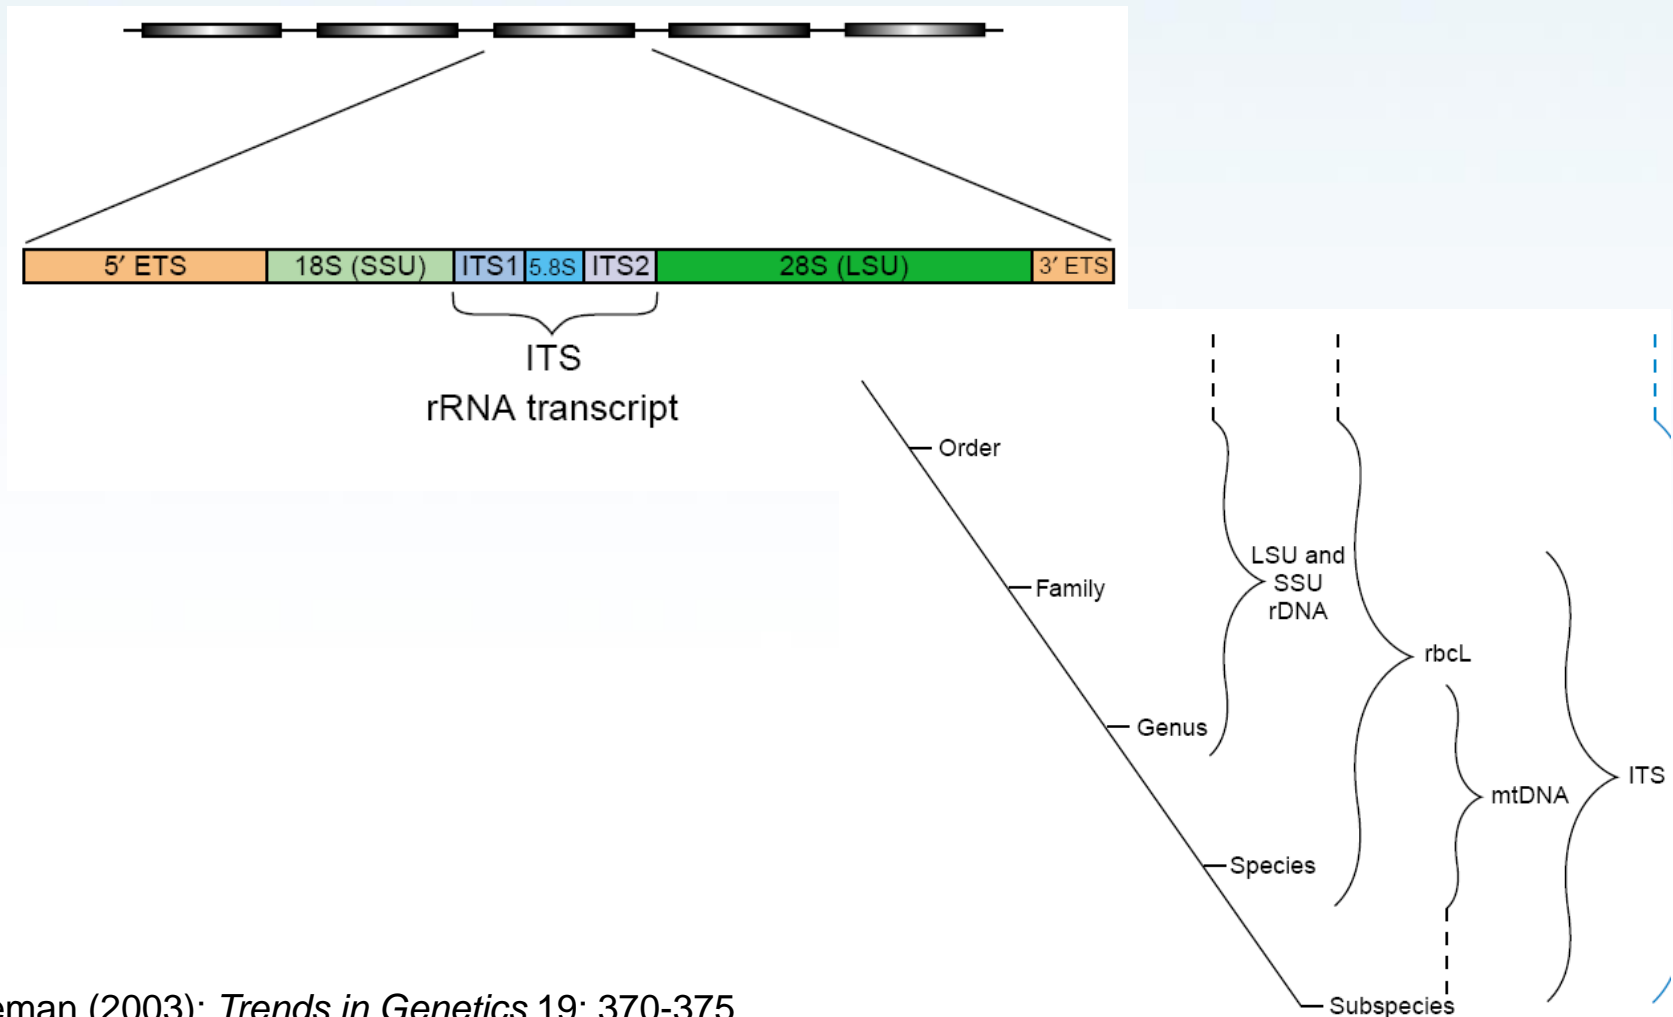 5′ ETS 18S (SSU) ITS1 5.8S ITS2 28S (LSU) 3′ ETS
ITS
rRNA transcript
Order
Family
Genus
Species
Subspecies
LSU and
SSU
rDNA
rbcL
mtDNA
ITS
(2003): Trends in Genetics 19: 370-375